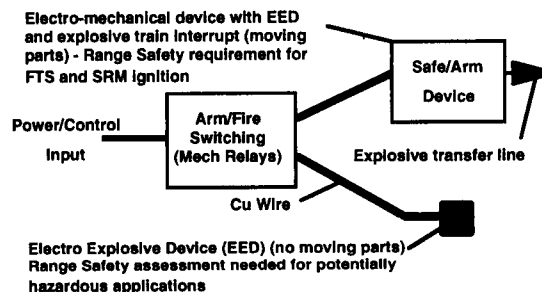 Electro-mechanical device with EED
and explosive train interrupt (moving
parts) - Range Safety requirement for
FTS and SRM ignition
Safe/Arm
Device
Power/Control
Input
Arm/Fire
Switching
(Mech Relays)
Explosive transfer line
Cu Wire
Electro Explosive Device (EED) (no moving parts)
Range Safety assessment needed for potentially
hazardous applications